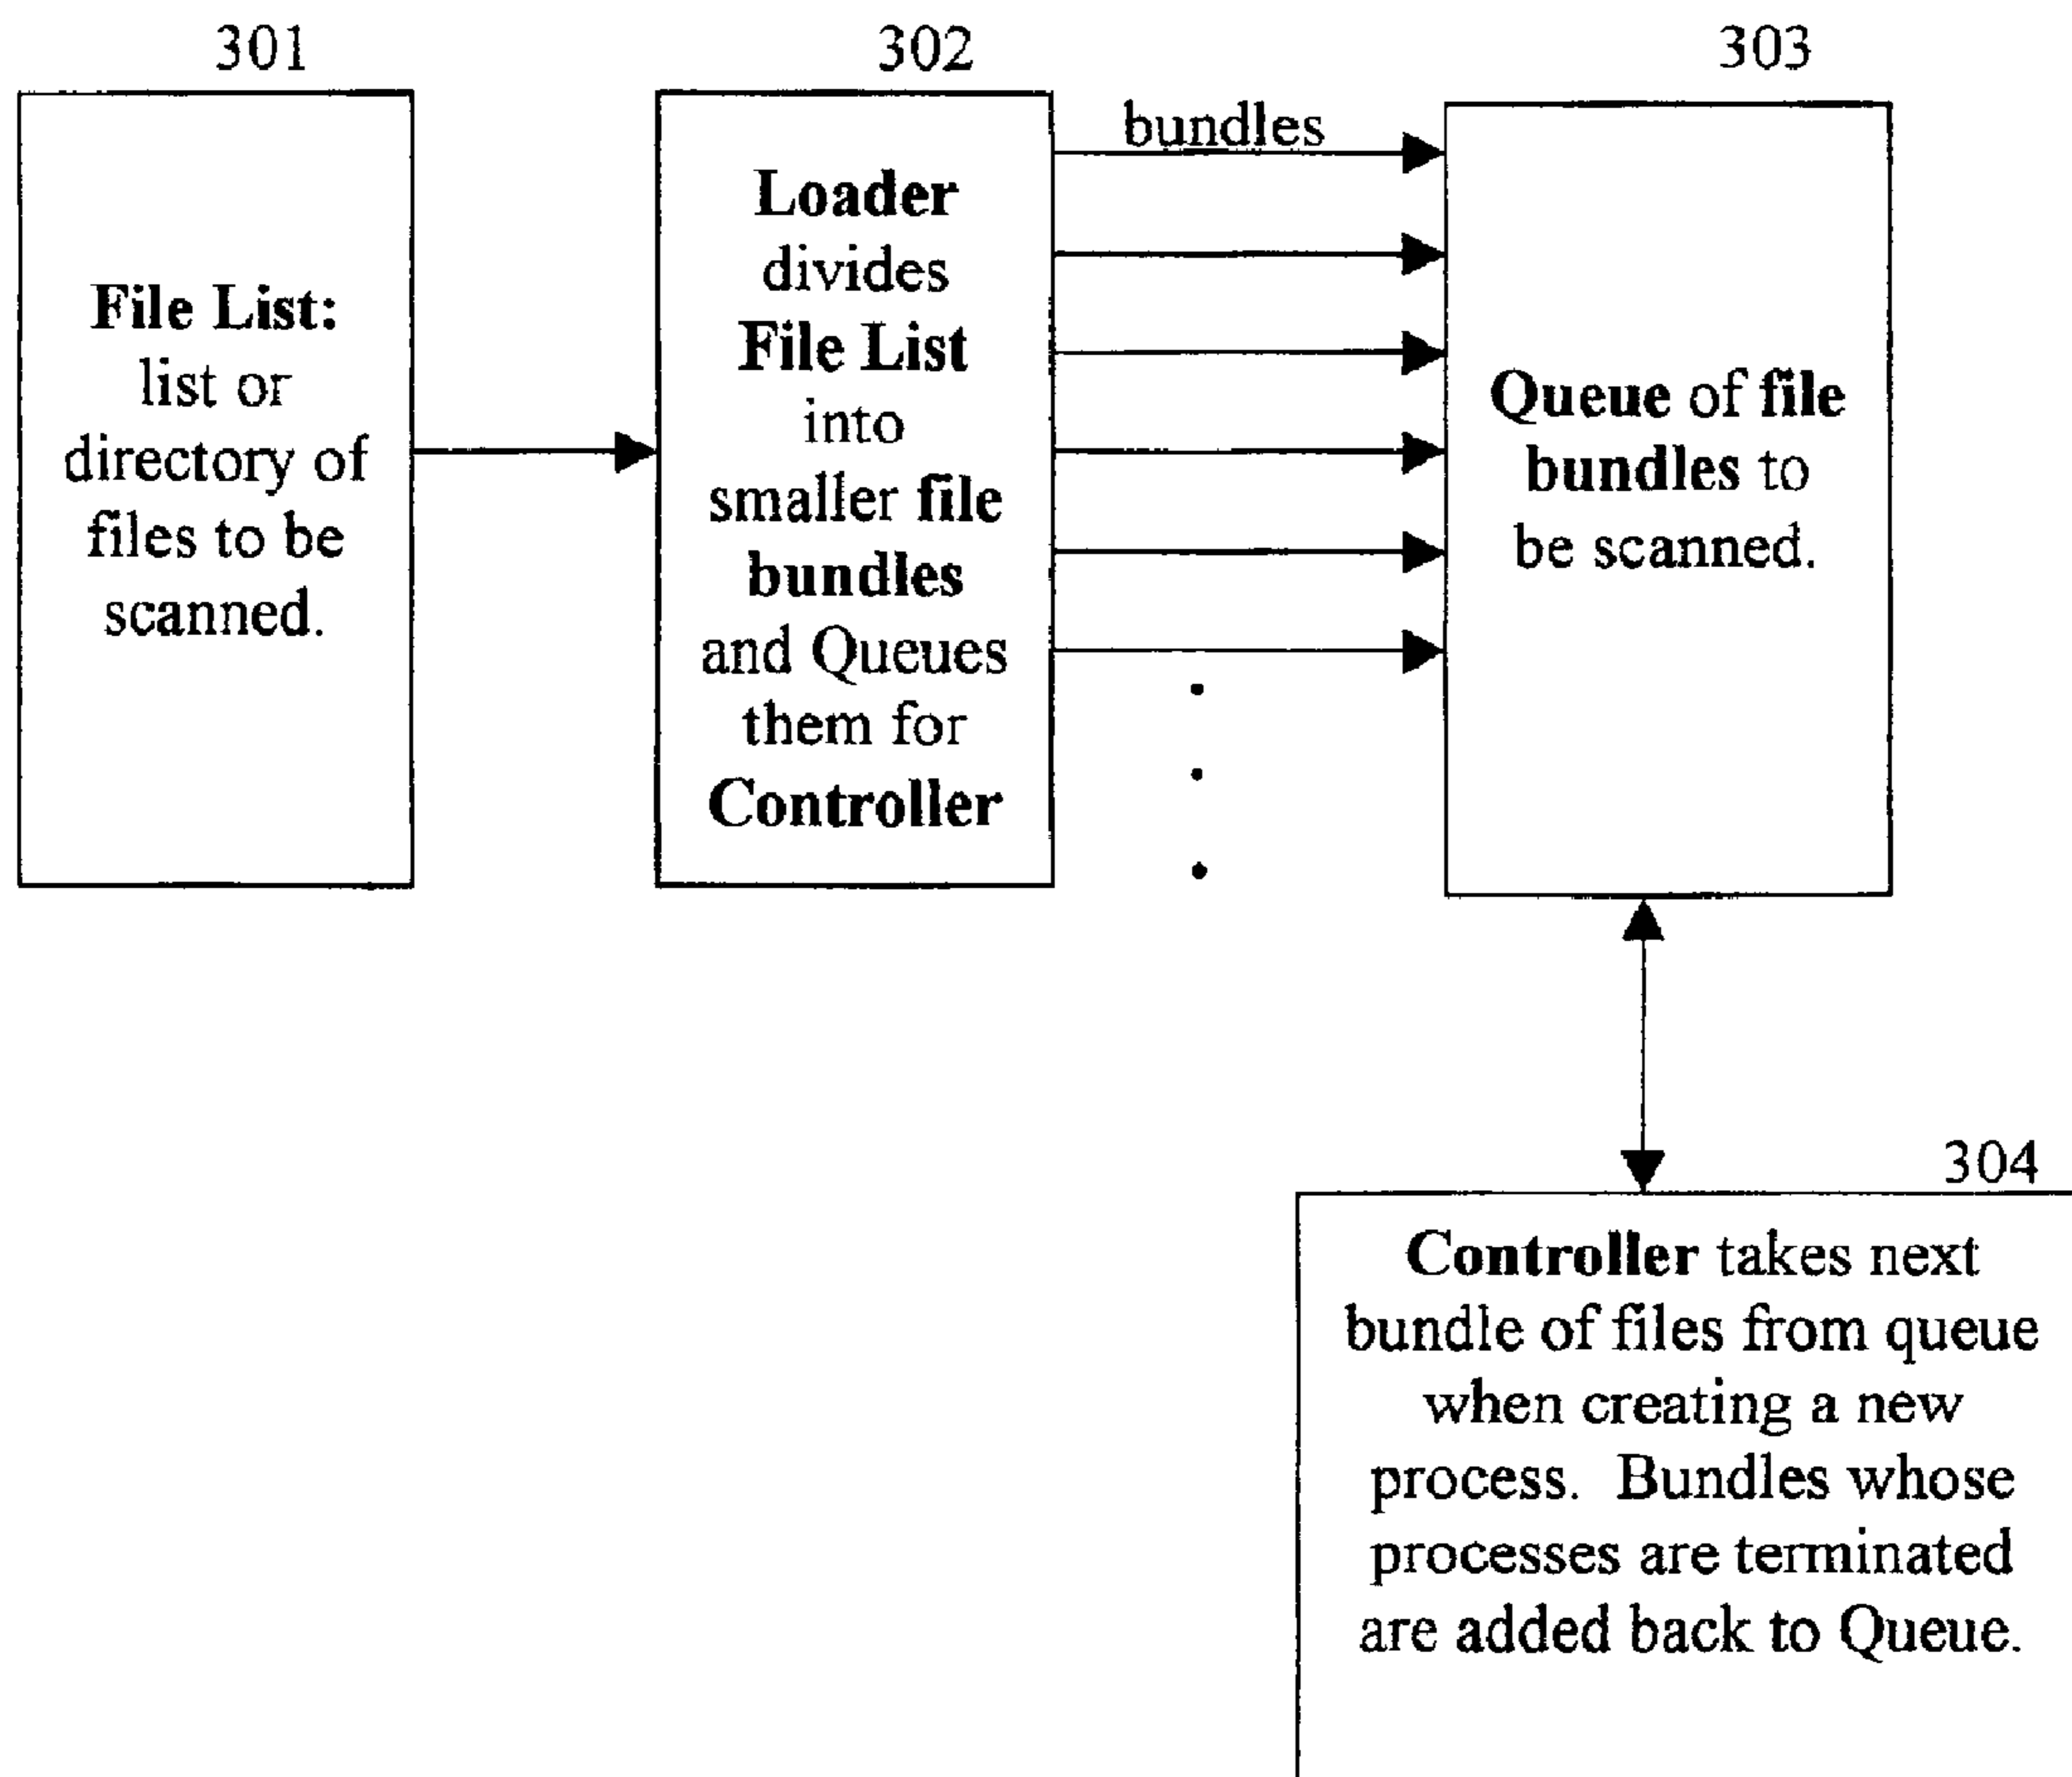 301
File List:
list or
directory of
files to be
scanned.
302
Loader
divides
File List
into
smaller file
bundles
and Queues
them for
Controller
bundles
303
Queue of file
bundles to
be scanned.
304
Controller takes next
bundle of files from queue
when creating a new
process. Bundles whose
processes are terminated
are added back to Queue.